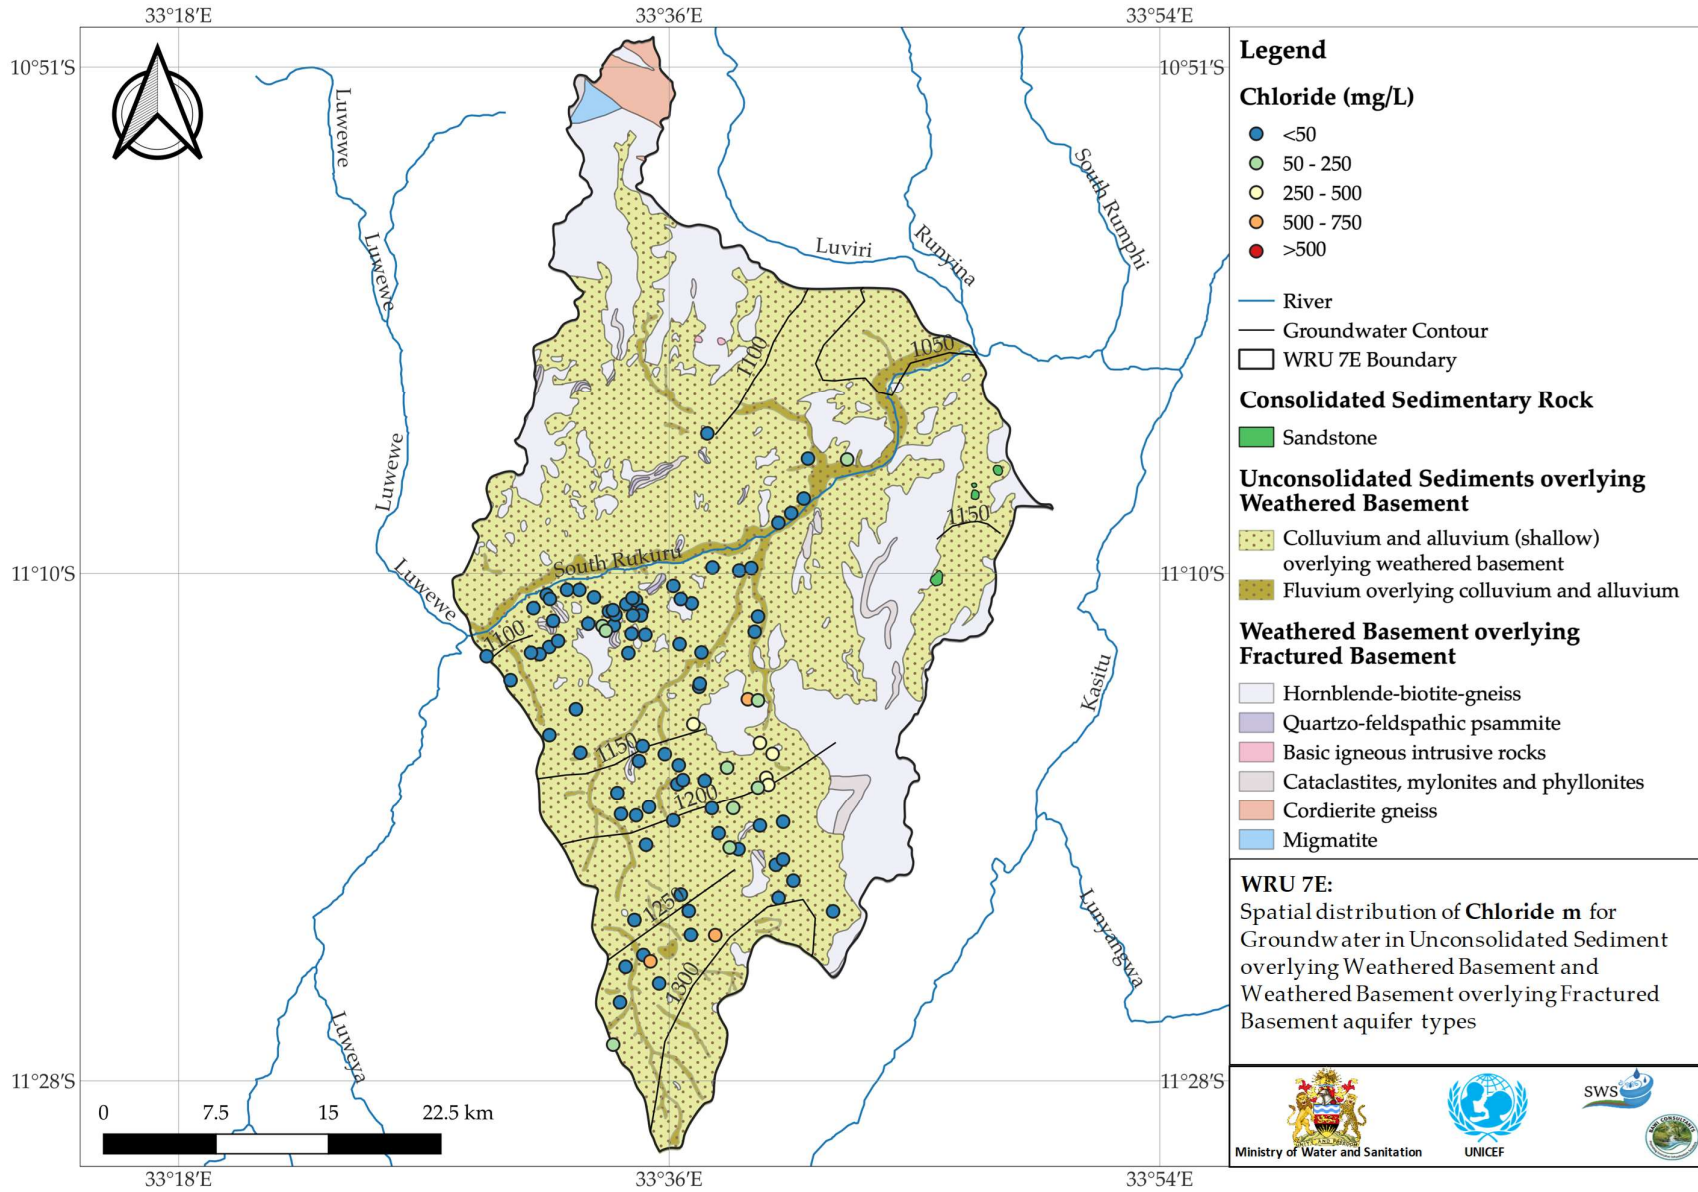 33°18′E
33°36′E
33°54′E
10°51′S
10°51′S
11°10′S
11°10′S
11°28′S
11°28′S
33°18′E
33°36′E
33°54′E
Luwewe
Luwewe
Luwewe
Luwewe
Luviri
Runyina
South Rumphi
South Rukuru
Kasitu
Lunyangwa
Luweya
1100
1050
1150
1100
1150
1200
1250
1300
0 7.5 15 22.5 km
Legend
Chloride (mg/L)
<50
50 - 250
250 - 500
500 - 750
>500
River
Groundwater Contour
WRU 7E Boundary
Consolidated Sedimentary Rock
Sandstone
Unconsolidated Sediments overlying
Weathered Basement
Colluvium and alluvium (shallow)
overlying weathered basement
Fluvium overlying colluvium and alluvium
Weathered Basement overlying
Fractured Basement
Hornblende-biotite-gneiss
Quartzo-feldspathic psammite
Basic igneous intrusive rocks
Cataclastites, mylonites and phyllonites
Cordierite gneiss
Migmatite
WRU 7E:
Spatial distribution of Chloride m for
Groundwater in Unconsolidated Sediment
overlying Weathered Basement and
Weathered Basement overlying Fractured
Basement aquifer types
Ministry of Water and Sanitation
UNICEF
SWS